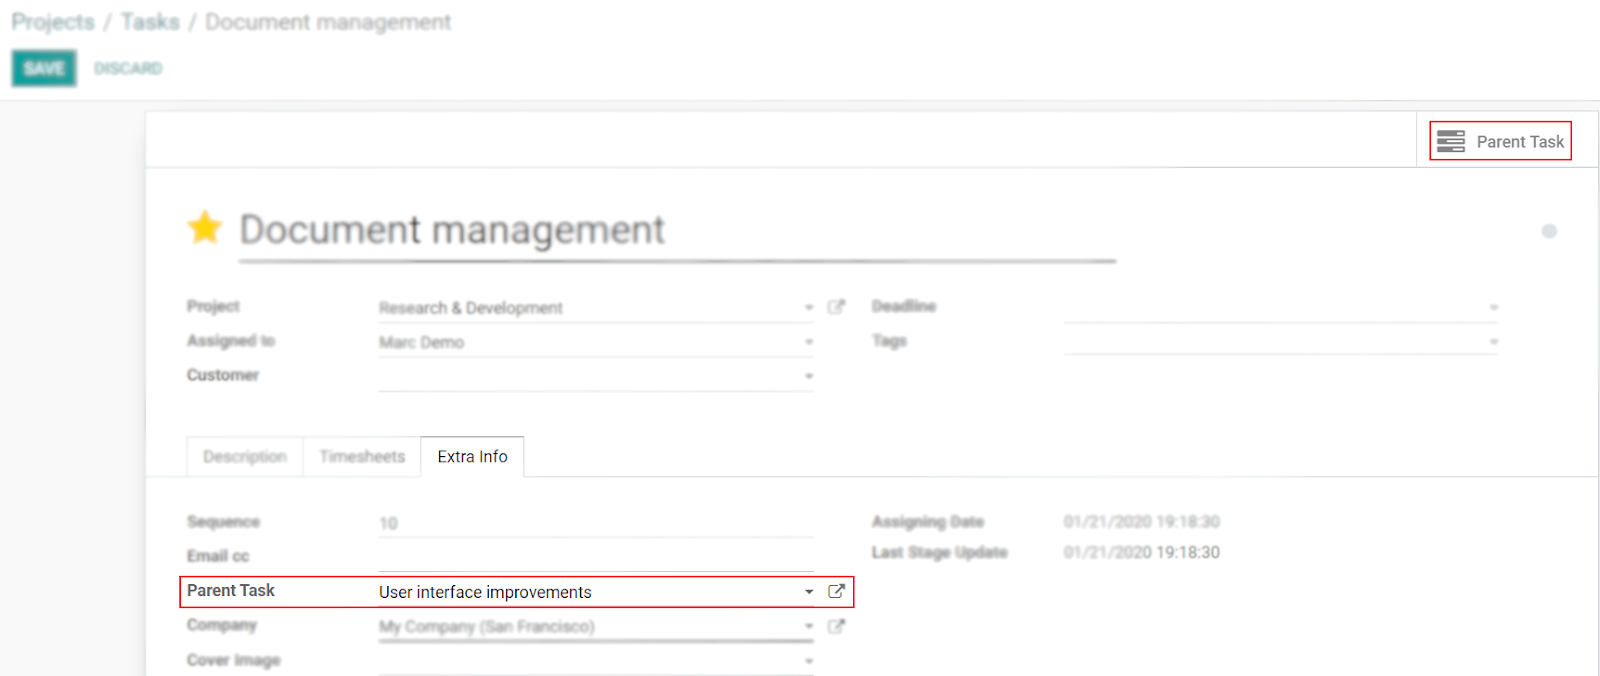 Projects / Tasks / Document management
SAVE DISCARD
Parent Task
Document management
Project Research & Development Deadline
Assigned to Marc Demo Tags
Customer
Description Timesheets Extra Info
Sequence 10 Assigning Date 01/21/2020 19:18:30
Email cc Last Stage Update 01/21/2020 19:18:30
Parent Task User interface improvements
Company My Company (San Francisco)
Cover Image